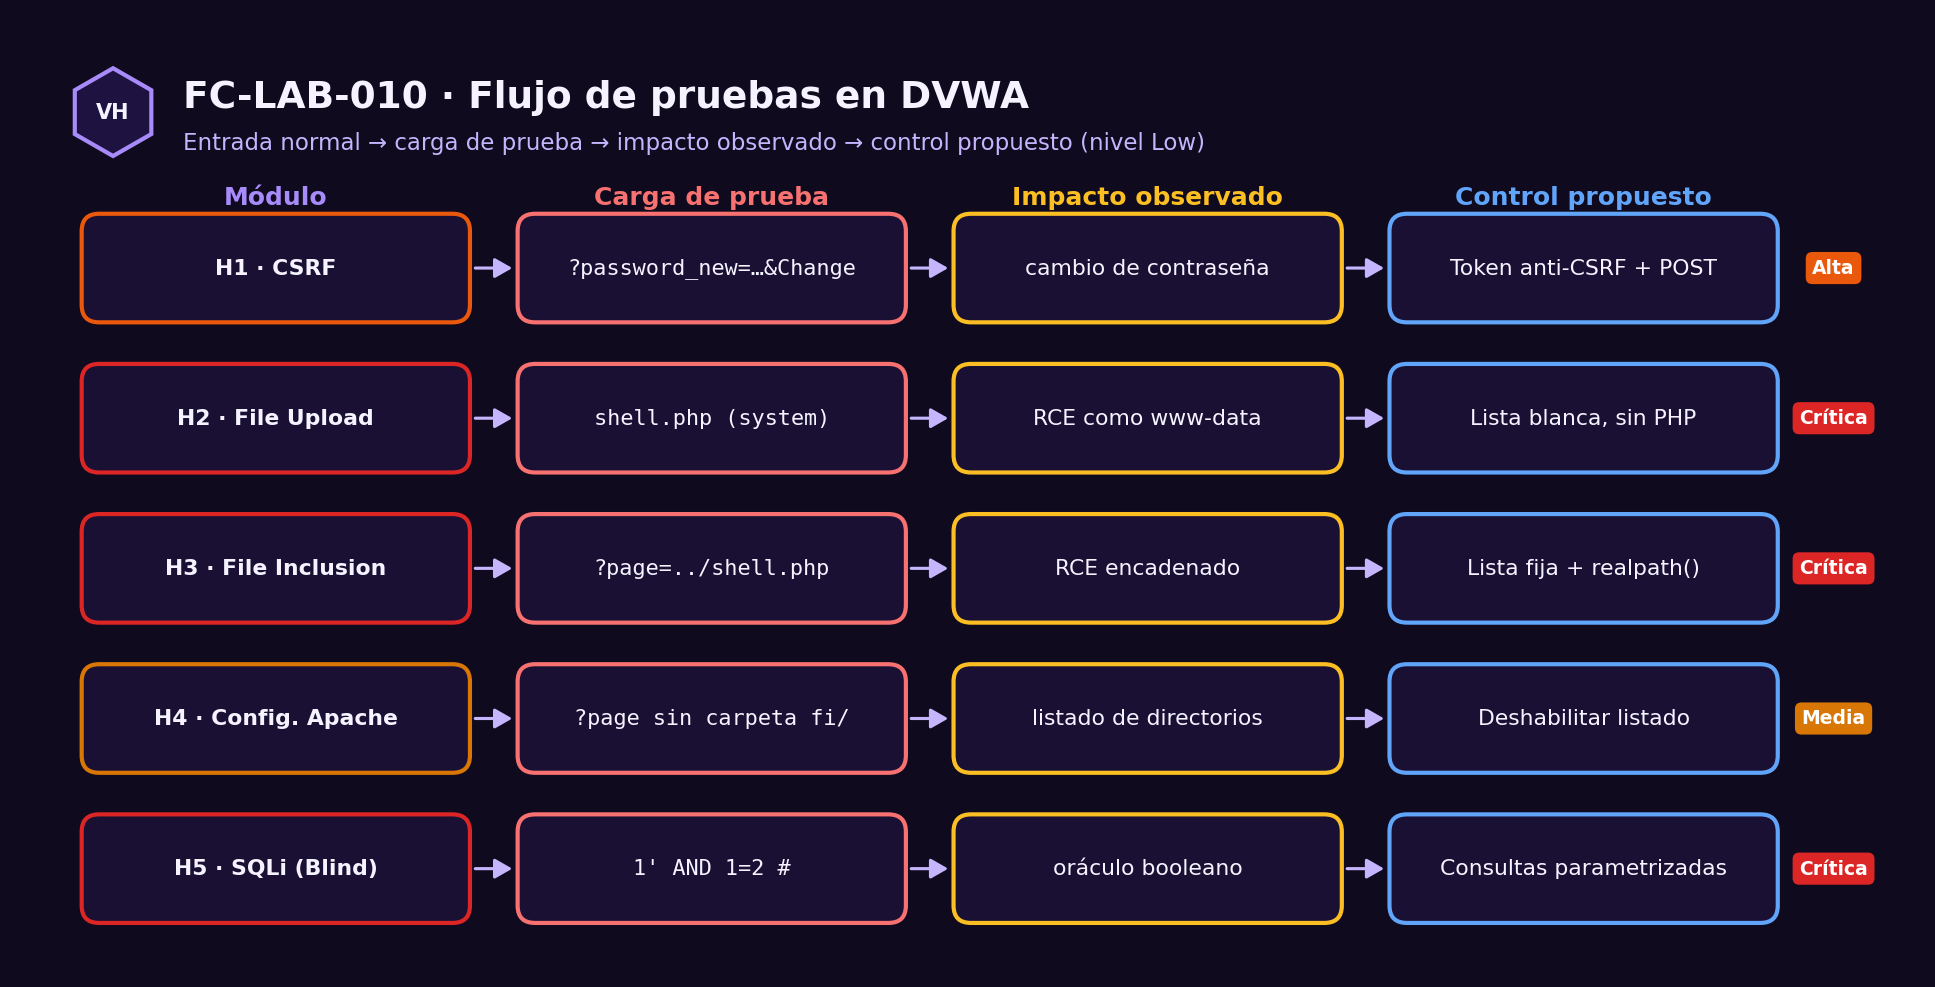 VH
FC-LAB-010 · Flujo de pruebas en DVWA
Entrada normal → carga de prueba → impacto observado → control propuesto (nivel Low)
Módulo Carga de prueba Impacto observado Control propuesto
H1 · CSRF ?password_new=…&Change cambio de contraseña Token anti-CSRF + POST Alta
H2 · File Upload shell.php (system) RCE como www-data Lista blanca, sin PHP Crítica
H3 · File Inclusion ?page=../shell.php RCE encadenado Lista fija + realpath() Crítica
H4 · Config. Apache ?page sin carpeta fi/ listado de directorios Deshabilitar listado Media
H5 · SQLi (Blind) 1' AND 1=2 # oráculo booleano Consultas parametrizadas Crítica